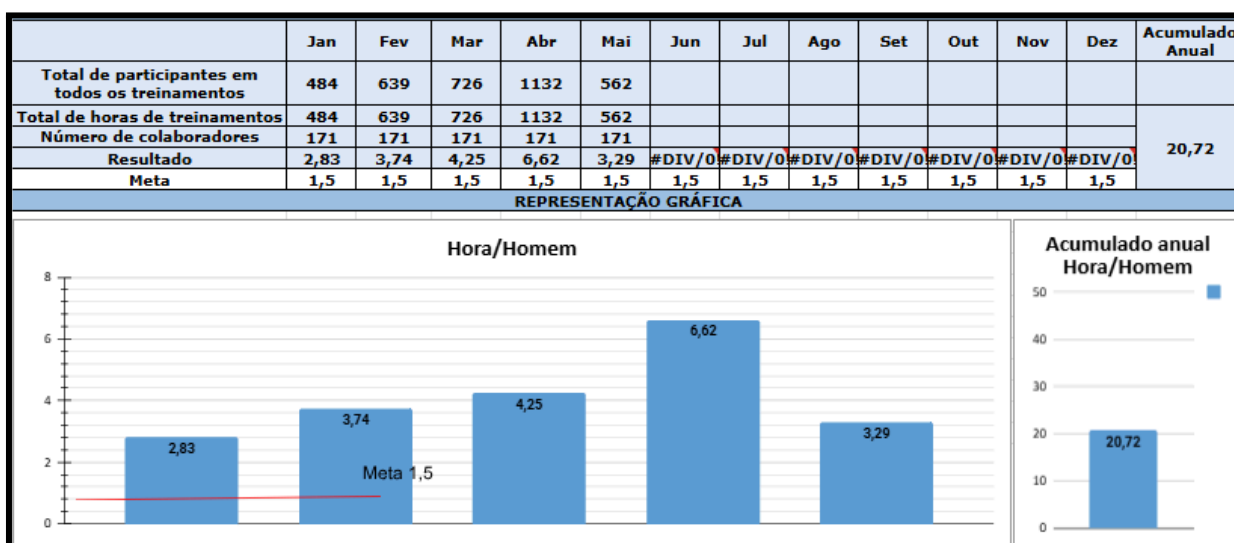 Jan Fev Mar Abr Mai Jun Jul Ago Set Out Nov Dez Acumulado Anual
Total de participantes em todos os treinamentos 484 639 726 1132 562
Total de horas de treinamentos 484 639 726 1132 562
Número de colaboradores 171 171 171 171 171
Resultado 2,83 3,74 4,25 6,62 3,29 #DIV/0! #DIV/0! #DIV/0! #DIV/0! #DIV/0! #DIV/0! #DIV/0! 20,72
Meta 1,5 1,5 1,5 1,5 1,5 1,5 1,5 1,5 1,5 1,5 1,5 1,5
REPRESENTAÇÃO GRÁFICA
Hora/Homem
8
6
4
2
0
2,83
3,74
4,25
6,62
3,29
Meta 1,5
Acumulado anual
Hora/Homem
50
40
30
20
10
0
20,72